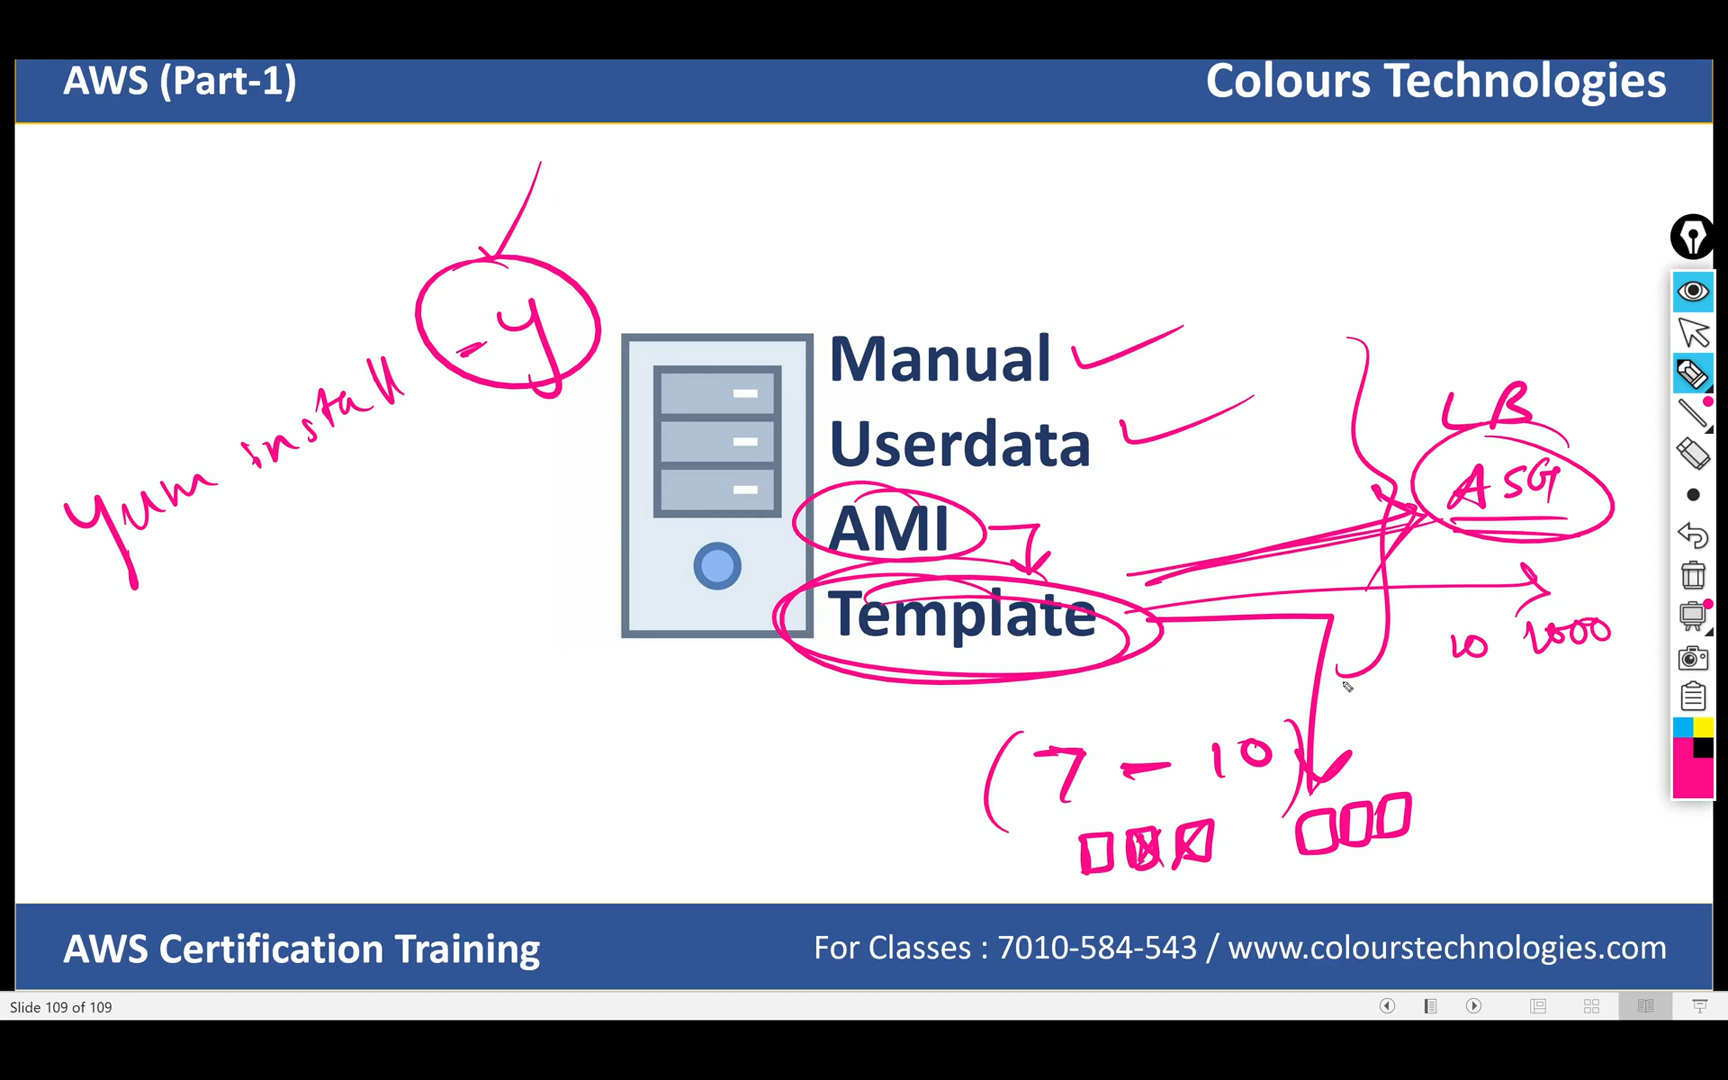 AWS (Part-1) Colours Technologies
yum install -y
Manual
Userdata
AMI
Template
LB
ASG
10 1000
(7-10)
AWS Certification Training For Classes : 7010-584-543 / www.colourstechnologies.com
Slide 109 of 109